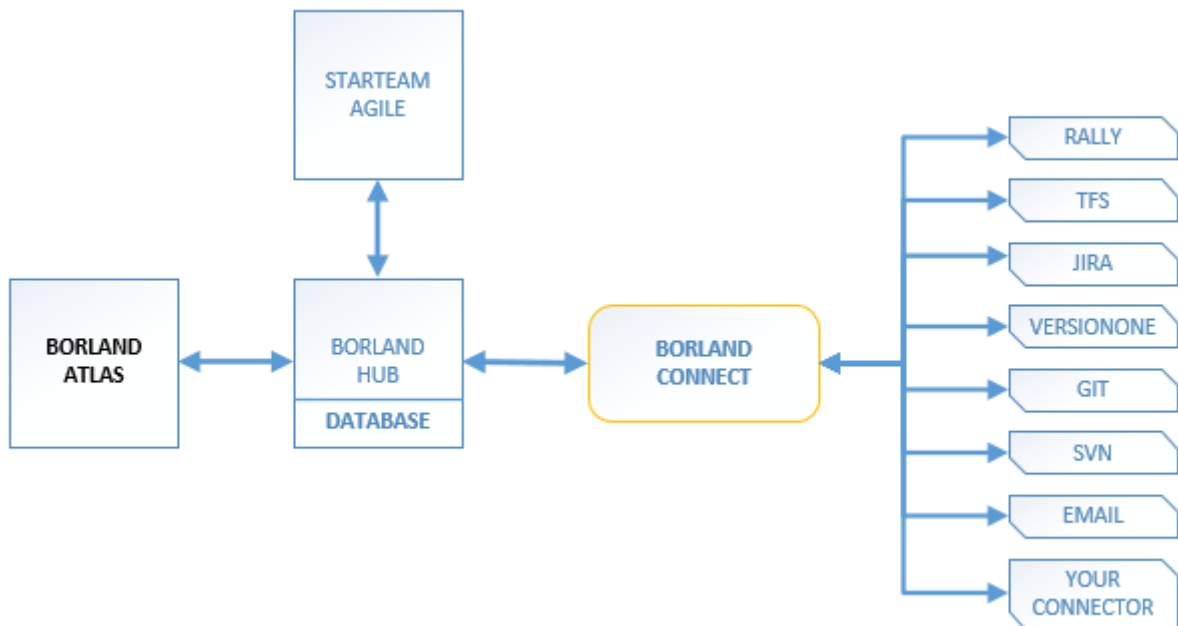 STARTEAM
AGILE
BORLAND
ATLAS
BORLAND
HUB
DATABASE
BORLAND
CONNECT
RALLY
TFS
JIRA
VERSIONONE
GIT
SVN
EMAIL
YOUR
CONNECTOR